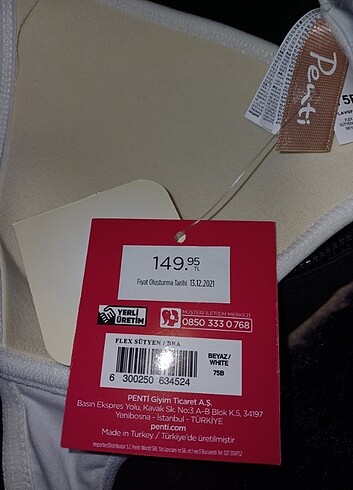 Penti
149.95
TL
Fiyat Oluşturma Tarihi 13.12.2021
YERLİ
ÜRETİM
MÜŞTERİ İLETİŞİM MERKEZİ
0850 333 0 768
FLEX SÜTYEN / BRA
BEYAZ/
WHITE
75B
6 300250 634524
PENTİ Giyim Ticaret A.Ş.
Basın Ekspres Yolu, Kavak Sk. No:3 A-B Blok K.5, 34197
Yenibosna - İstanbul - TÜRKİYE
penti.com
Made in Turkey / Türkiye'de üretilmiştir